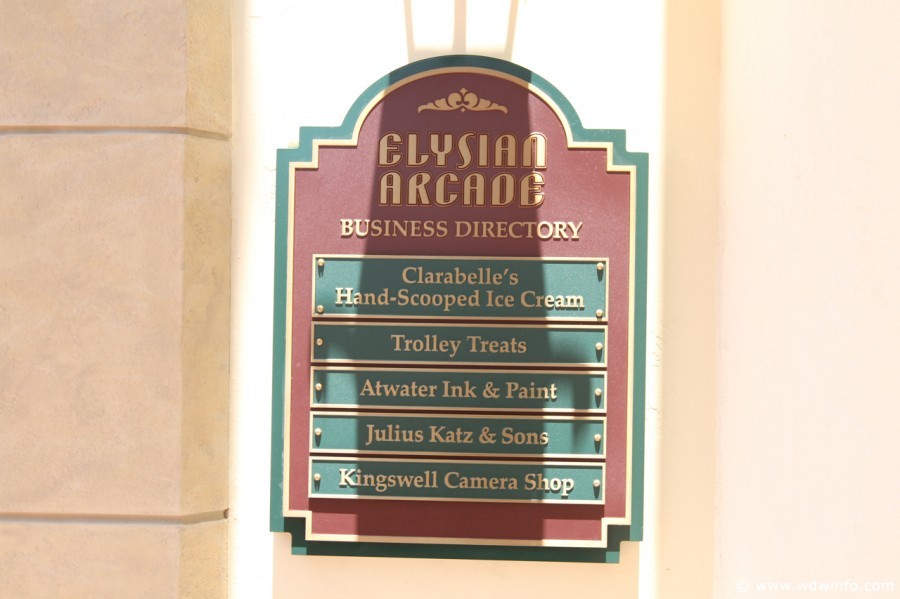 ELYSIAN
ARCADE
BUSINESS DIRECTORY
Clarabelle's
Hand-Scooped Ice Cream
Trolley Treats
Atwater Ink & Paint
Julius Katz & Sons
Kingswell Camera Shop
© www.wdwinfo.com